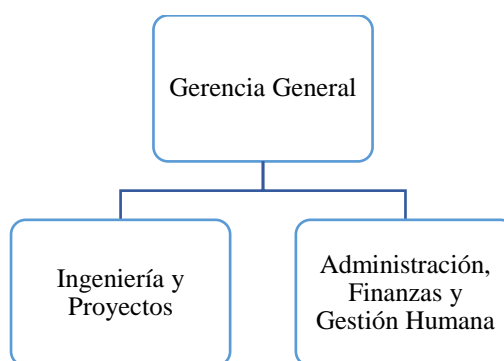 Gerencia General
Ingeniería y
Proyectos
Administración,
Finanzas y
Gestión Humana